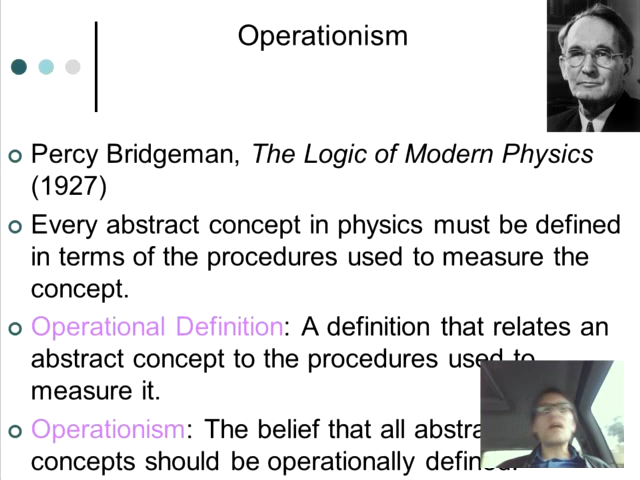 Operationism
Percy Bridgeman, The Logic of Modern Physics
(1927)
Every abstract concept in physics must be defined
in terms of the procedures used to measure the
concept.
Operational Definition: A definition that relates an
abstract concept to the procedures used to
measure it.
Operationism: The belief that all
concepts should be operationally